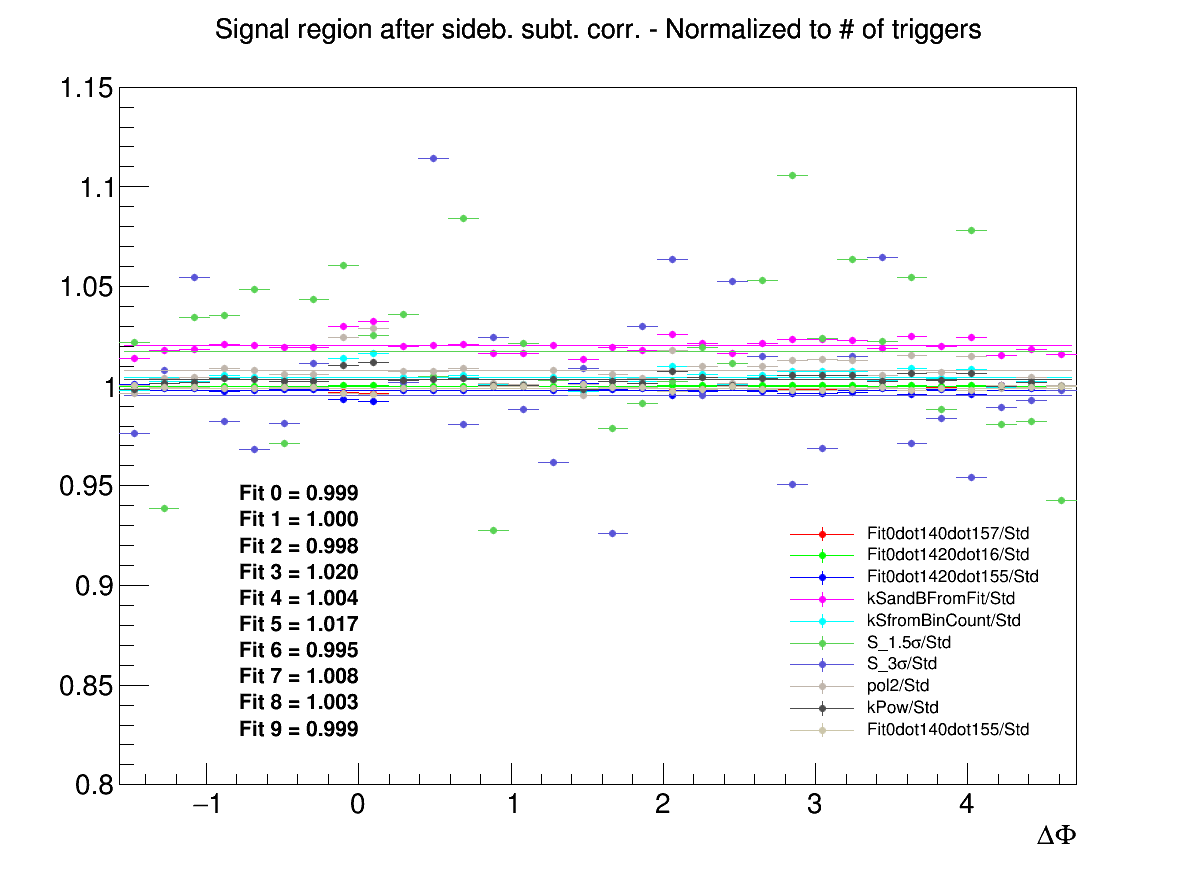 Signal region after sideb. subt. corr. - Normalized to # of triggers
1.15
1.1
1.05
1
0.95
0.9
0.85
0.8
Fit 0 = 0.999
Fit 1 = 1.000
Fit 2 = 0.998
Fit 3 = 1.020
Fit 4 = 1.004
Fit 5 = 1.017
Fit 6 = 0.995
Fit 7 = 1.008
Fit 8 = 1.003
Fit 9 = 0.999
Fit0dot140dot157/Std
Fit0dot1420dot16/Std
Fit0dot1420dot155/Std
kSandBFromFit/Std
kSfromBinCount/Std
S_1.5σ/Std
S_3σ/Std
pol2/Std
kPow/Std
Fit0dot140dot155/Std
−1 0 1 2 3 4
ΔΦ